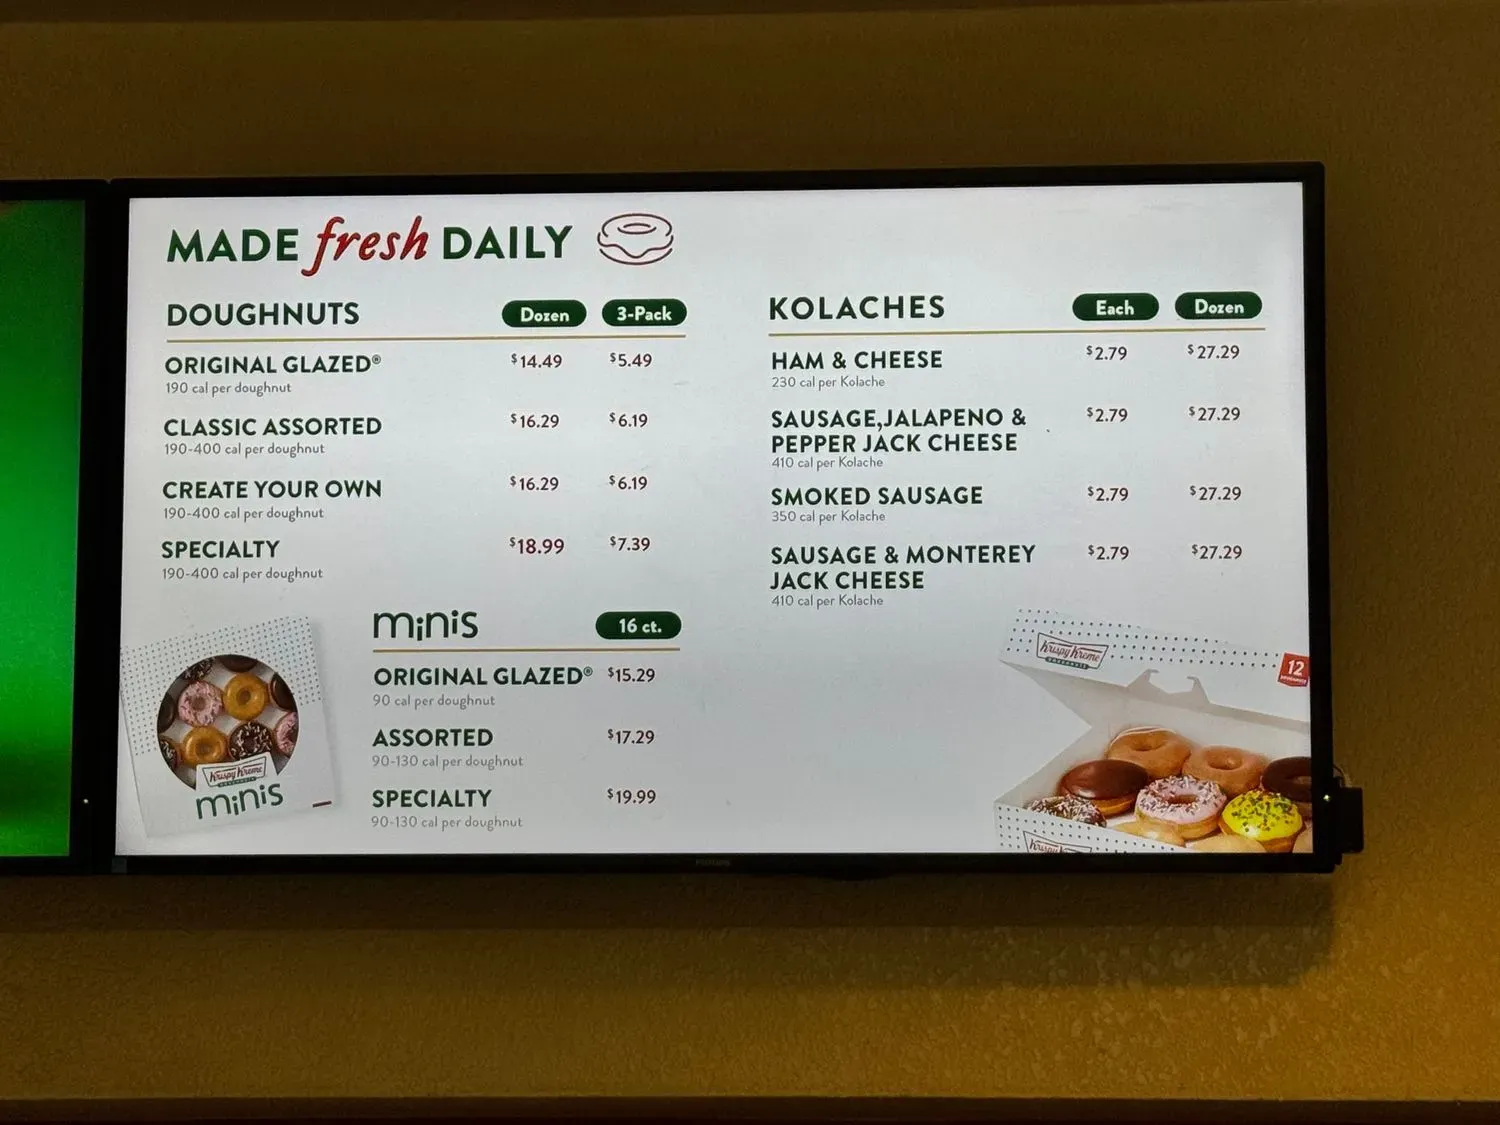 MADE fresh DAILY
DOUGHNUTS Dozen 3-Pack
ORIGINAL GLAZED® $14.49 $5.49
190 cal per doughnut
CLASSIC ASSORTED $16.29 $6.19
190-400 cal per doughnut
CREATE YOUR OWN $16.29 $6.19
190-400 cal per doughnut
SPECIALTY $18.99 $7.39
190-400 cal per doughnut
minis 16 ct.
ORIGINAL GLAZED® $15.29
90 cal per doughnut
ASSORTED $17.29
90-130 cal per doughnut
SPECIALTY $19.99
90-130 cal per doughnut
Krispy Kreme
DOUGHNUTS
minis
KOLACHES Each Dozen
HAM & CHEESE $2.79 $27.29
230 cal per Kolache
SAUSAGE,JALAPENO & $2.79 $27.29
PEPPER JACK CHEESE
410 cal per Kolache
SMOKED SAUSAGE $2.79 $27.29
350 cal per Kolache
SAUSAGE & MONTEREY $2.79 $27.29
JACK CHEESE
410 cal per Kolache
Krispy Kreme
DOUGHNUTS
12
DOUGHNUTS
Krispy
PHILIPS